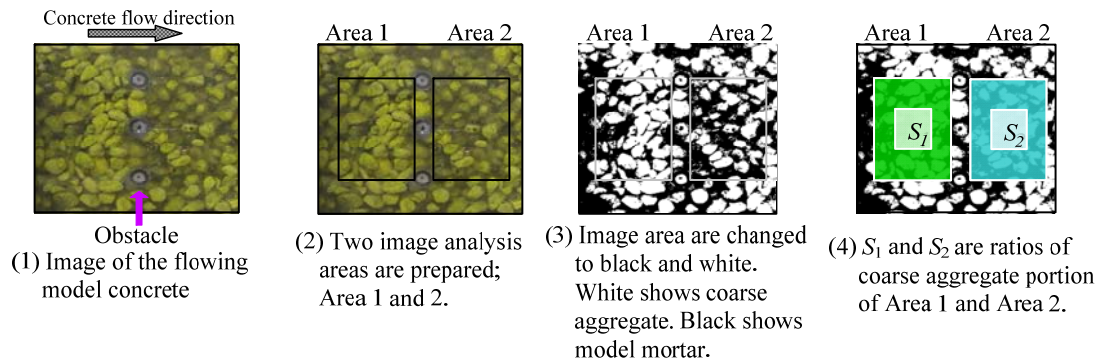 Concrete flow direction
Obstacle
(1) Image of the flowing
model concrete
Area 1 Area 2
(2) Two image analysis
areas are prepared;
Area 1 and 2.
Area 1 Area 2
(3) Image area are changed
to black and white.
White shows coarse
aggregate. Black shows
model mortar.
Area 1 Area 2
S1 S2
(4) S1 and S2 are ratios of
coarse aggregate portion
of Area 1 and Area 2.